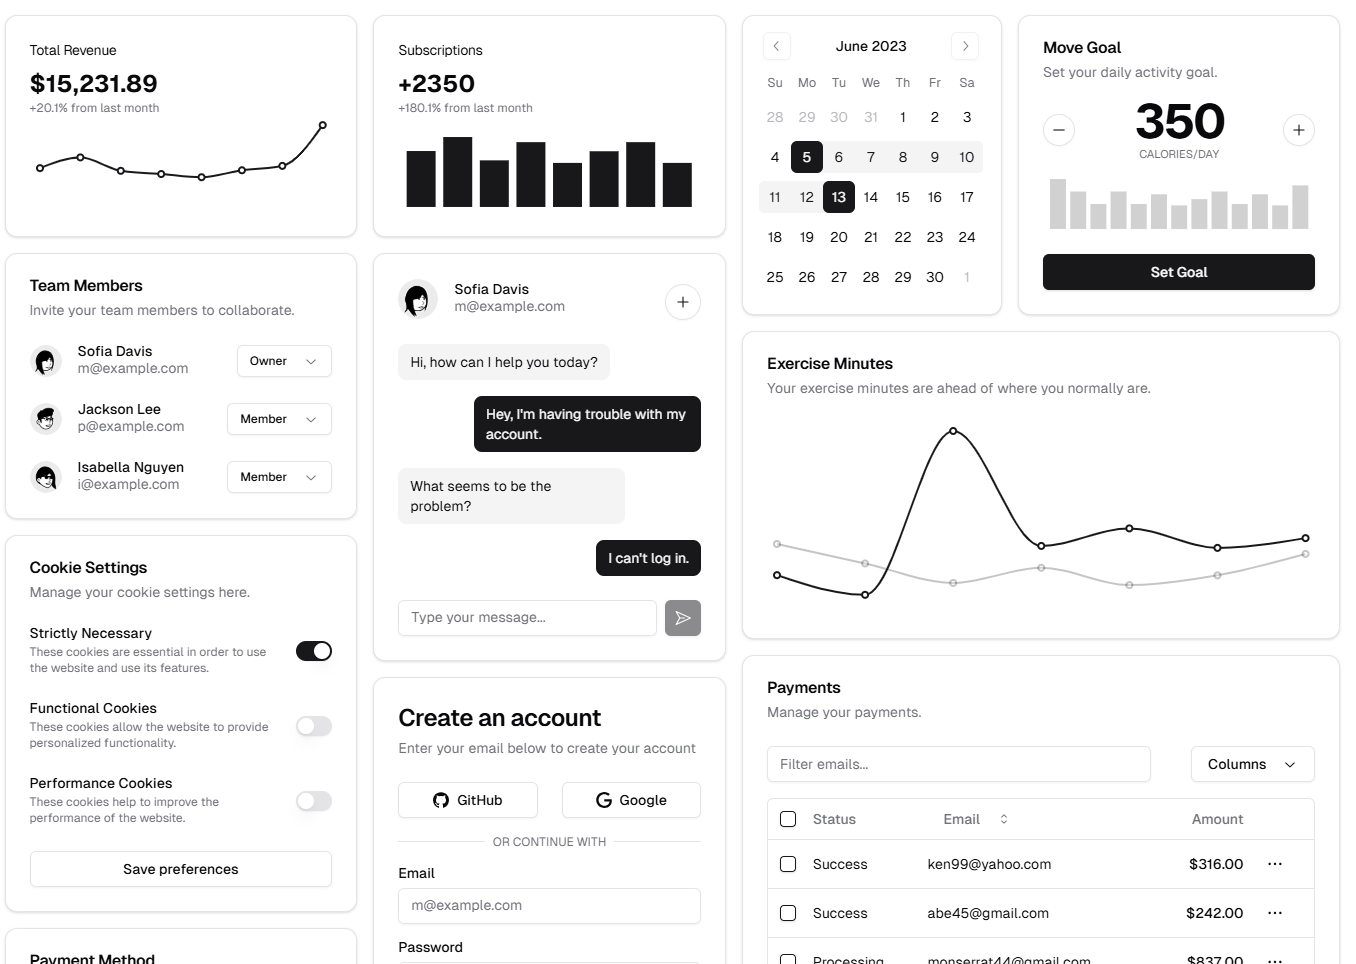 Total Revenue
$15,231.89
+20.1% from last month
Subscriptions
+2350
+180.1% from last month
June 2023
Su Mo Tu We Th Fr Sa
28 29 30 31 1 2 3
4 5 6 7 8 9 10
11 12 13 14 15 16 17
18 19 20 21 22 23 24
25 26 27 28 29 30 1
Move Goal
Set your daily activity goal.
350
CALORIES/DAY
Set Goal
Team Members
Invite your team members to collaborate.
Sofia Davis
m@example.com
Owner
Jackson Lee
p@example.com
Member
Isabella Nguyen
i@example.com
Member
Cookie Settings
Manage your cookie settings here.
Strictly Necessary
These cookies are essential in order to use
the website and use its features.
Functional Cookies
These cookies allow the website to provide
personalized functionality.
Performance Cookies
These cookies help to improve the
performance of the website.
Save preferences
Payment Method
Sofia Davis
m@example.com
Hi, how can I help you today?
Hey, I'm having trouble with my
account.
What seems to be the
problem?
I can't log in.
Type your message...
Create an account
Enter your email below to create your account
GitHub
Google
OR CONTINUE WITH
Email
m@example.com
Password
Exercise Minutes
Your exercise minutes are ahead of where you normally are.
Payments
Manage your payments.
Filter emails...
Columns
Status Email Amount
Success ken99@yahoo.com $316.00
Success abe45@gmail.com $242.00
Processing monserrat44@gmail.com $837.00